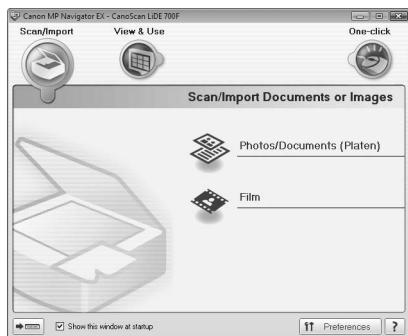 Canon MP Navigator EX - CanoScan LiDE 700F
Scan/Import View & Use One-click
Scan/Import Documents or Images
Photos/Documents (Platen)
Film
Show this window at startup Preferences ?